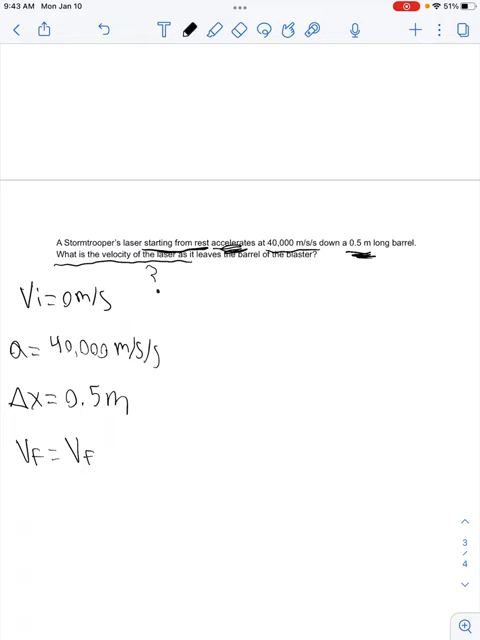 9:43 AM Mon Jan 10
51%
T
A Stormtrooper's laser starting from rest accelerates at 40,000 m/s/s down a 0.5 m long barrel.
What is the velocity of the laser as it leaves the barrel of the blaster?
?
Vi = 0 m/s
a = 40,000 m/s/s
Δx = 0.5 m
Vf = Vf
3
/
4